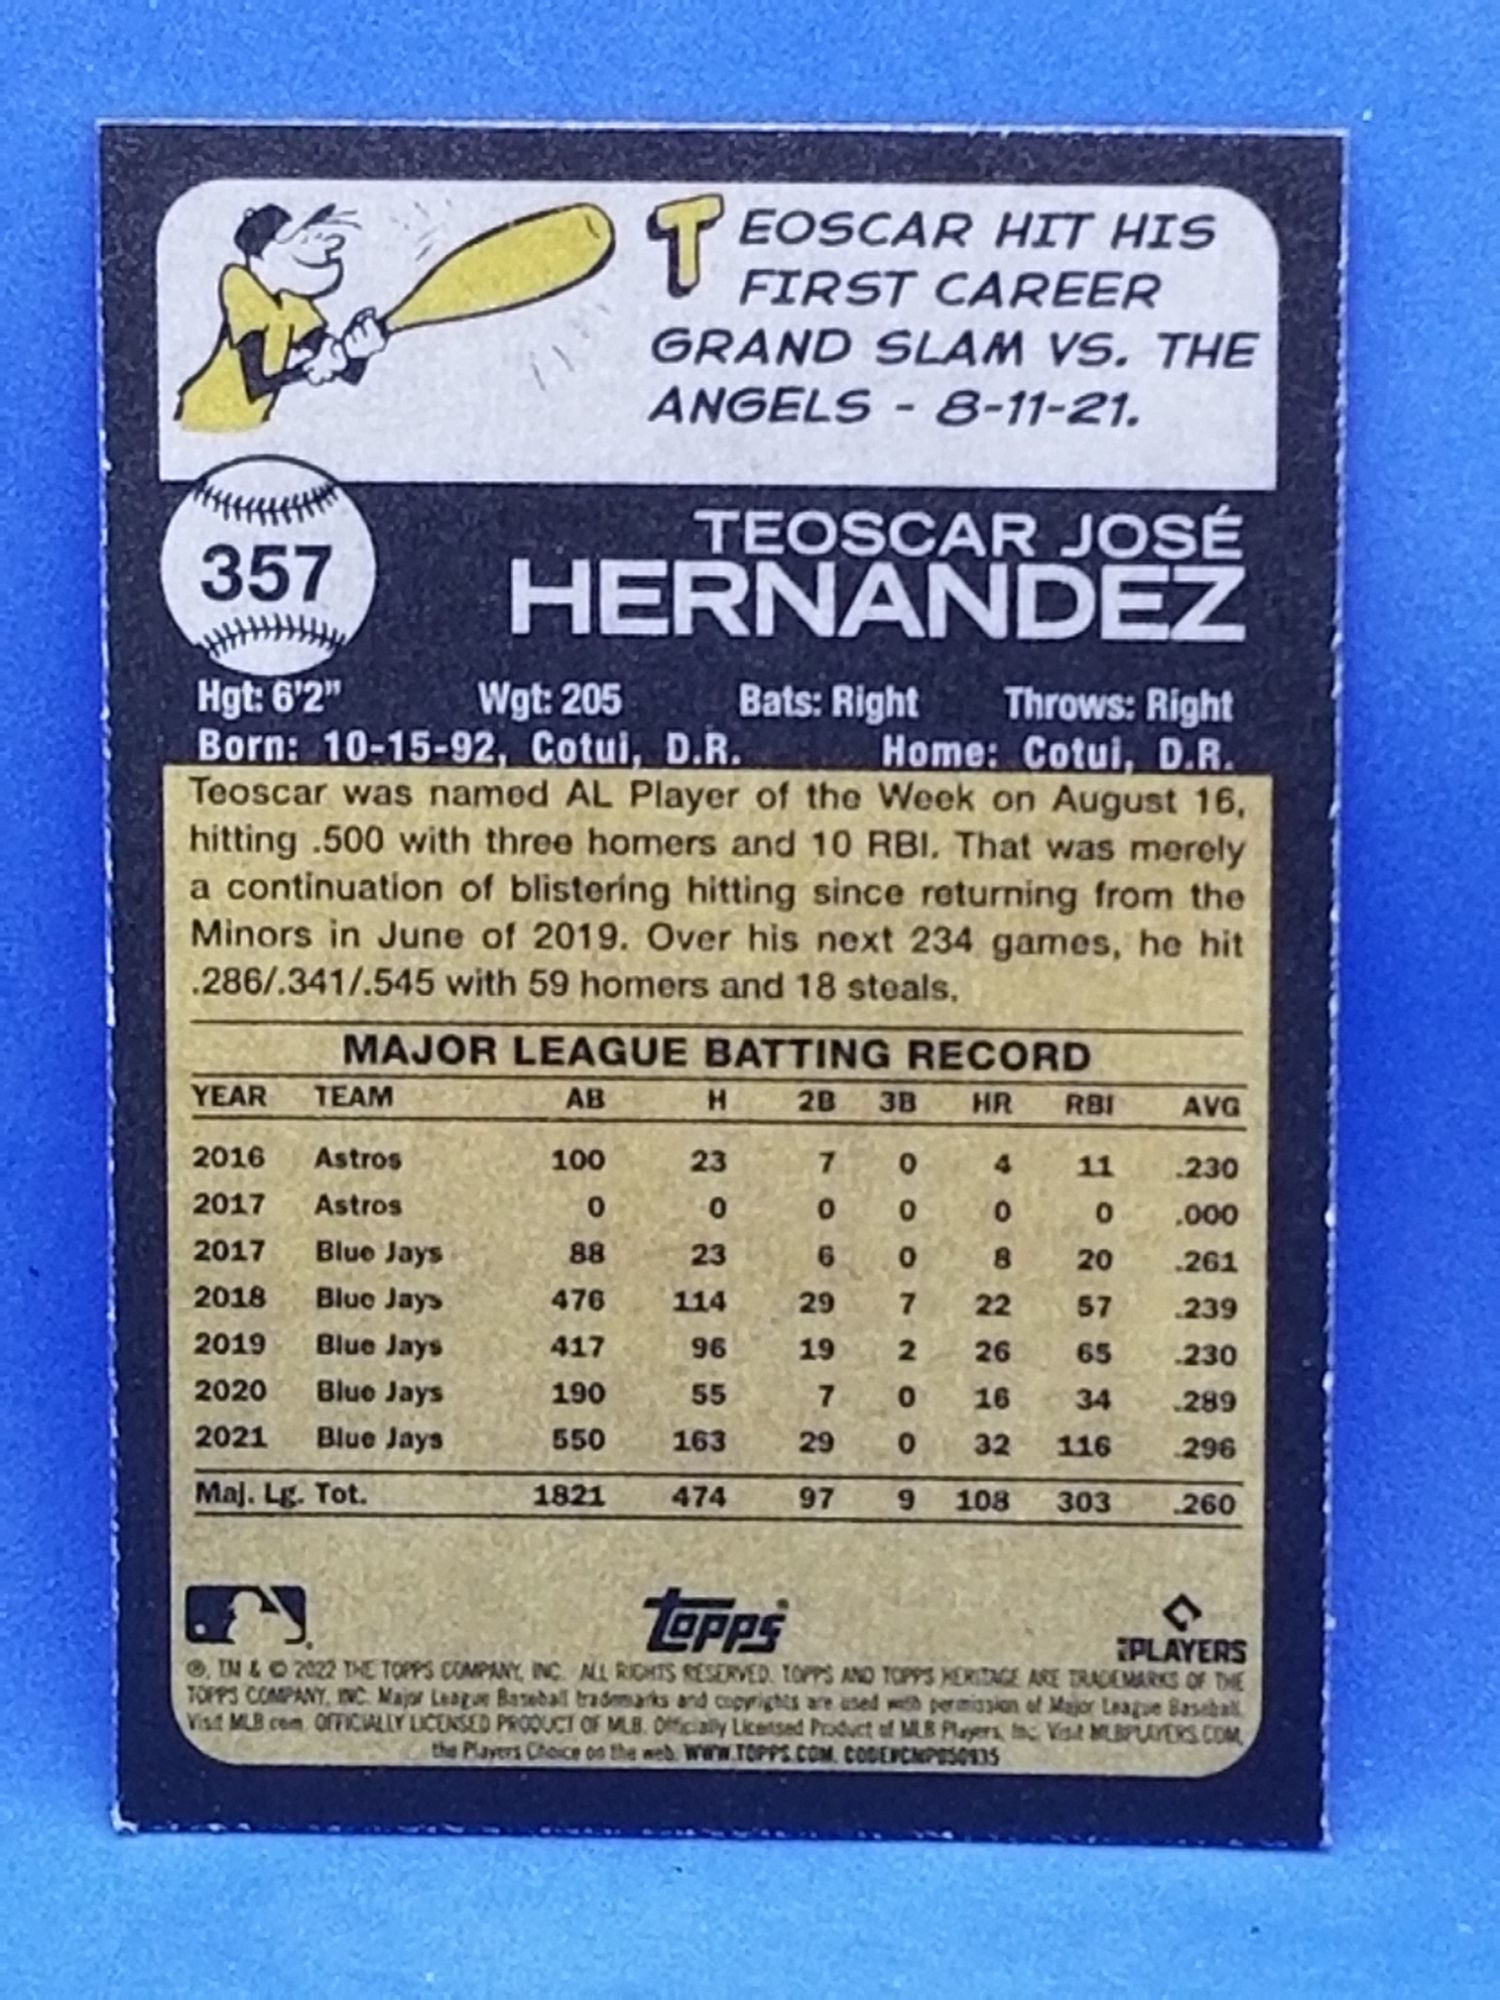 TEOSCAR HIT HIS
FIRST CAREER
GRAND SLAM VS. THE
ANGELS - 8-11-21.
357
TEOSCAR JOSÉ
HERNANDEZ
Hgt: 6'2" Wgt: 205 Bats: Right Throws: Right
Born: 10-15-92, Cotui, D.R. Home: Cotui, D.R.
Teoscar was named AL Player of the Week on August 16,
hitting .500 with three homers and 10 RBI. That was merely
a continuation of blistering hitting since returning from the
Minors in June of 2019. Over his next 234 games, he hit
.286/.341/.545 with 59 homers and 18 steals.
MAJOR LEAGUE BATTING RECORD
YEAR TEAM AB H 2B 3B HR RBI AVG
2016 Astros 100 23 7 0 4 11 .230
2017 Astros 0 0 0 0 0 0 .000
2017 Blue Jays 88 23 6 0 8 20 .261
2018 Blue Jays 476 114 29 7 22 57 .239
2019 Blue Jays 417 96 19 2 26 65 .230
2020 Blue Jays 190 55 7 0 16 34 .289
2021 Blue Jays 550 163 29 0 32 116 .296
Maj. Lg. Tot. 1821 474 97 9 108 303 .260
topps®
PLAYERS
®, TM & © 2022 THE TOPPS COMPANY, INC. ALL RIGHTS RESERVED. TOPPS AND TOPPS HERITAGE ARE TRADEMARKS OF THE
TOPPS COMPANY, INC. Major League Baseball trademarks and copyrights are used with permission of Major League Baseball.
Visit MLB.com. OFFICIALLY LICENSED PRODUCT OF MLB. Officially Licensed Product of MLB Players, Inc. Visit MLBPLAYERS.COM,
the Players Choice on the web. WWW.TOPPS.COM.